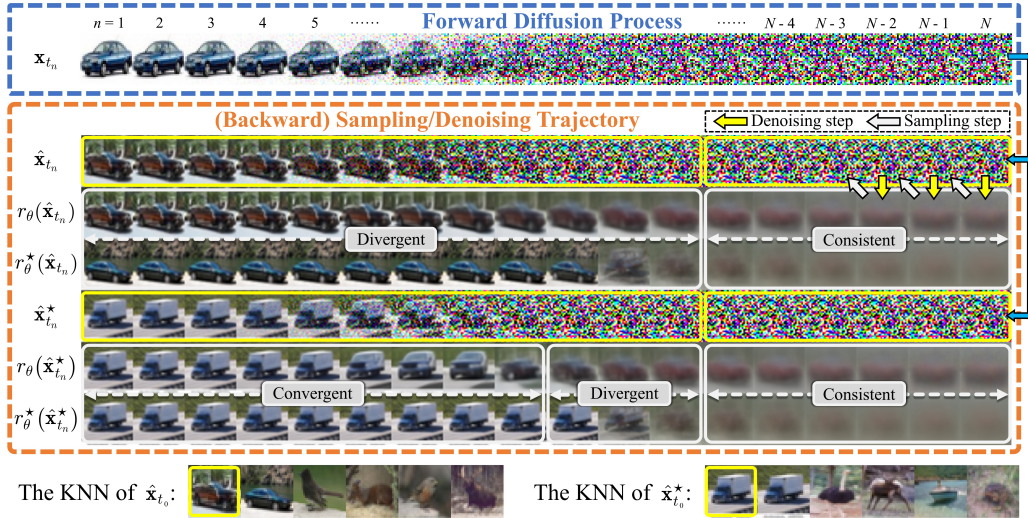 Forward Diffusion Process
n = 1 2 3 4 5 ······ ······ N - 4 N - 3 N - 2 N - 1 N
𝐱_{t_n}
(Backward) Sampling/Denoising Trajectory
Denoising step Sampling step
𝐱̂_{t_n}
r_θ(𝐱̂_{t_n})
Divergent Consistent
r_θ^★(𝐱̂_{t_n})
𝐱̂_{t_n}^★
r_θ(𝐱̂_{t_n}^★)
Convergent Divergent Consistent
r_θ^★(𝐱̂_{t_n}^★)
The KNN of 𝐱̂_{t_0}: The KNN of 𝐱̂_{t_0}^★: